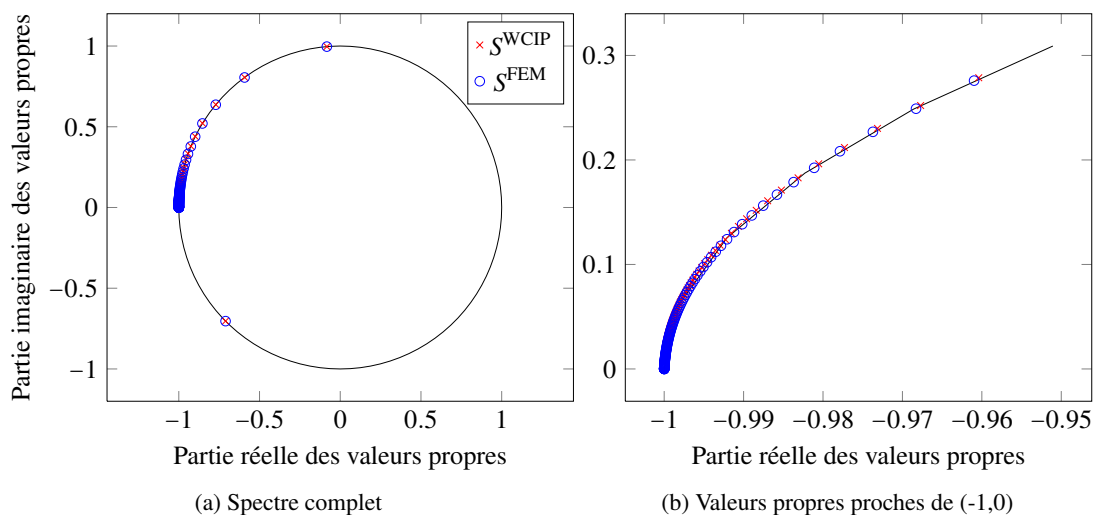 Partie imaginaire des valeurs propres
1
0.5
0
−0.5
−1
−1 −0.5 0 0.5 1
Partie réelle des valeurs propres
S^WCIP
S^FEM
(a) Spectre complet
0.3
0.2
0.1
0
−1 −0.99 −0.98 −0.97 −0.96 −0.95
Partie réelle des valeurs propres
(b) Valeurs propres proches de (-1,0)